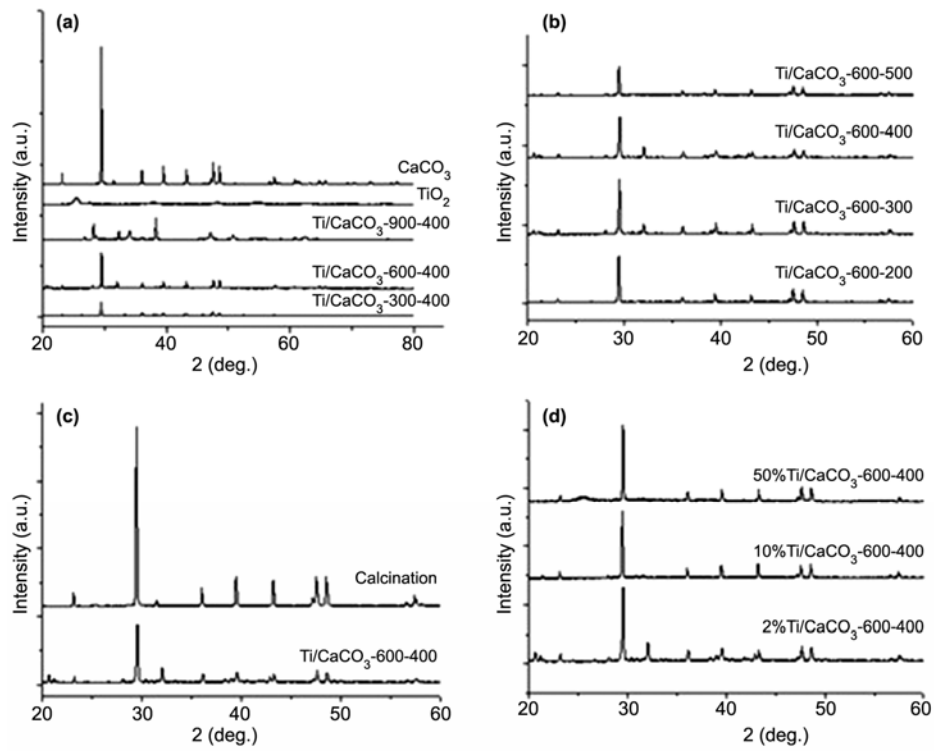 (a)
Intensity (a.u.)
CaCO₃
TiO₂
Ti/CaCO₃-900-400
Ti/CaCO₃-600-400
Ti/CaCO₃-300-400
20 40 60 80
2 (deg.)
(b)
Intensity (a.u.)
Ti/CaCO₃-600-500
Ti/CaCO₃-600-400
Ti/CaCO₃-600-300
Ti/CaCO₃-600-200
20 30 40 50 60
2 (deg.)
(c)
Intensity (a.u.)
Calcination
Ti/CaCO₃-600-400
20 30 40 50 60
2 (deg.)
(d)
Intensity (a.u.)
50%Ti/CaCO₃-600-400
10%Ti/CaCO₃-600-400
2%Ti/CaCO₃-600-400
20 30 40 50 60
2 (deg.)